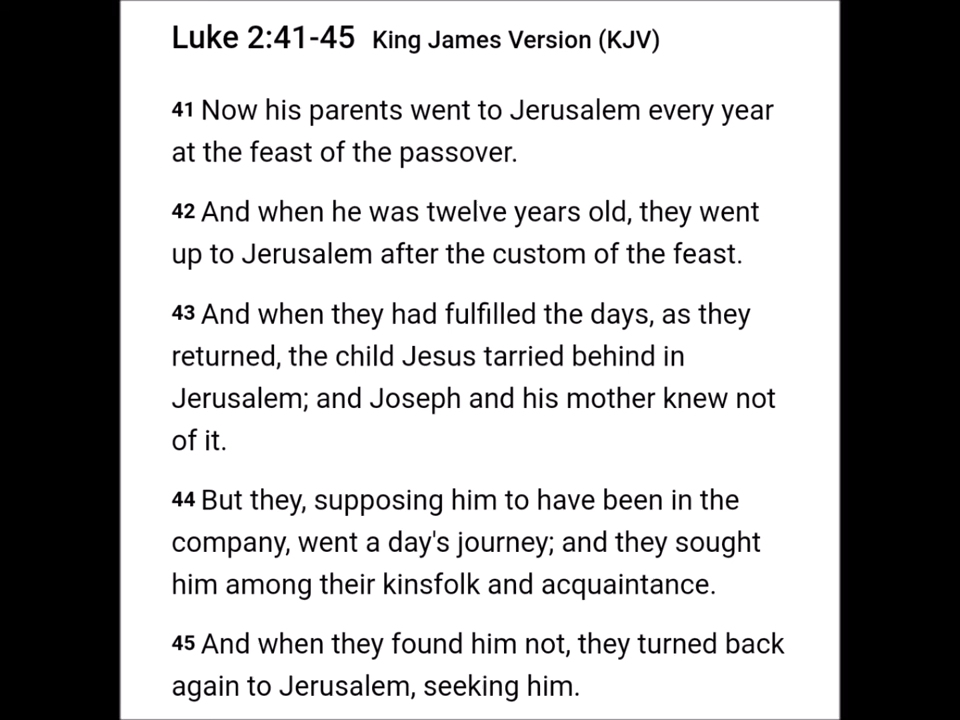 Luke 2:41-45 King James Version (KJV)
41 Now his parents went to Jerusalem every year
at the feast of the passover.
42 And when he was twelve years old, they went
up to Jerusalem after the custom of the feast.
43 And when they had fulfilled the days, as they
returned, the child Jesus tarried behind in
Jerusalem; and Joseph and his mother knew not
of it.
44 But they, supposing him to have been in the
company, went a day's journey; and they sought
him among their kinsfolk and acquaintance.
45 And when they found him not, they turned back
again to Jerusalem, seeking him.